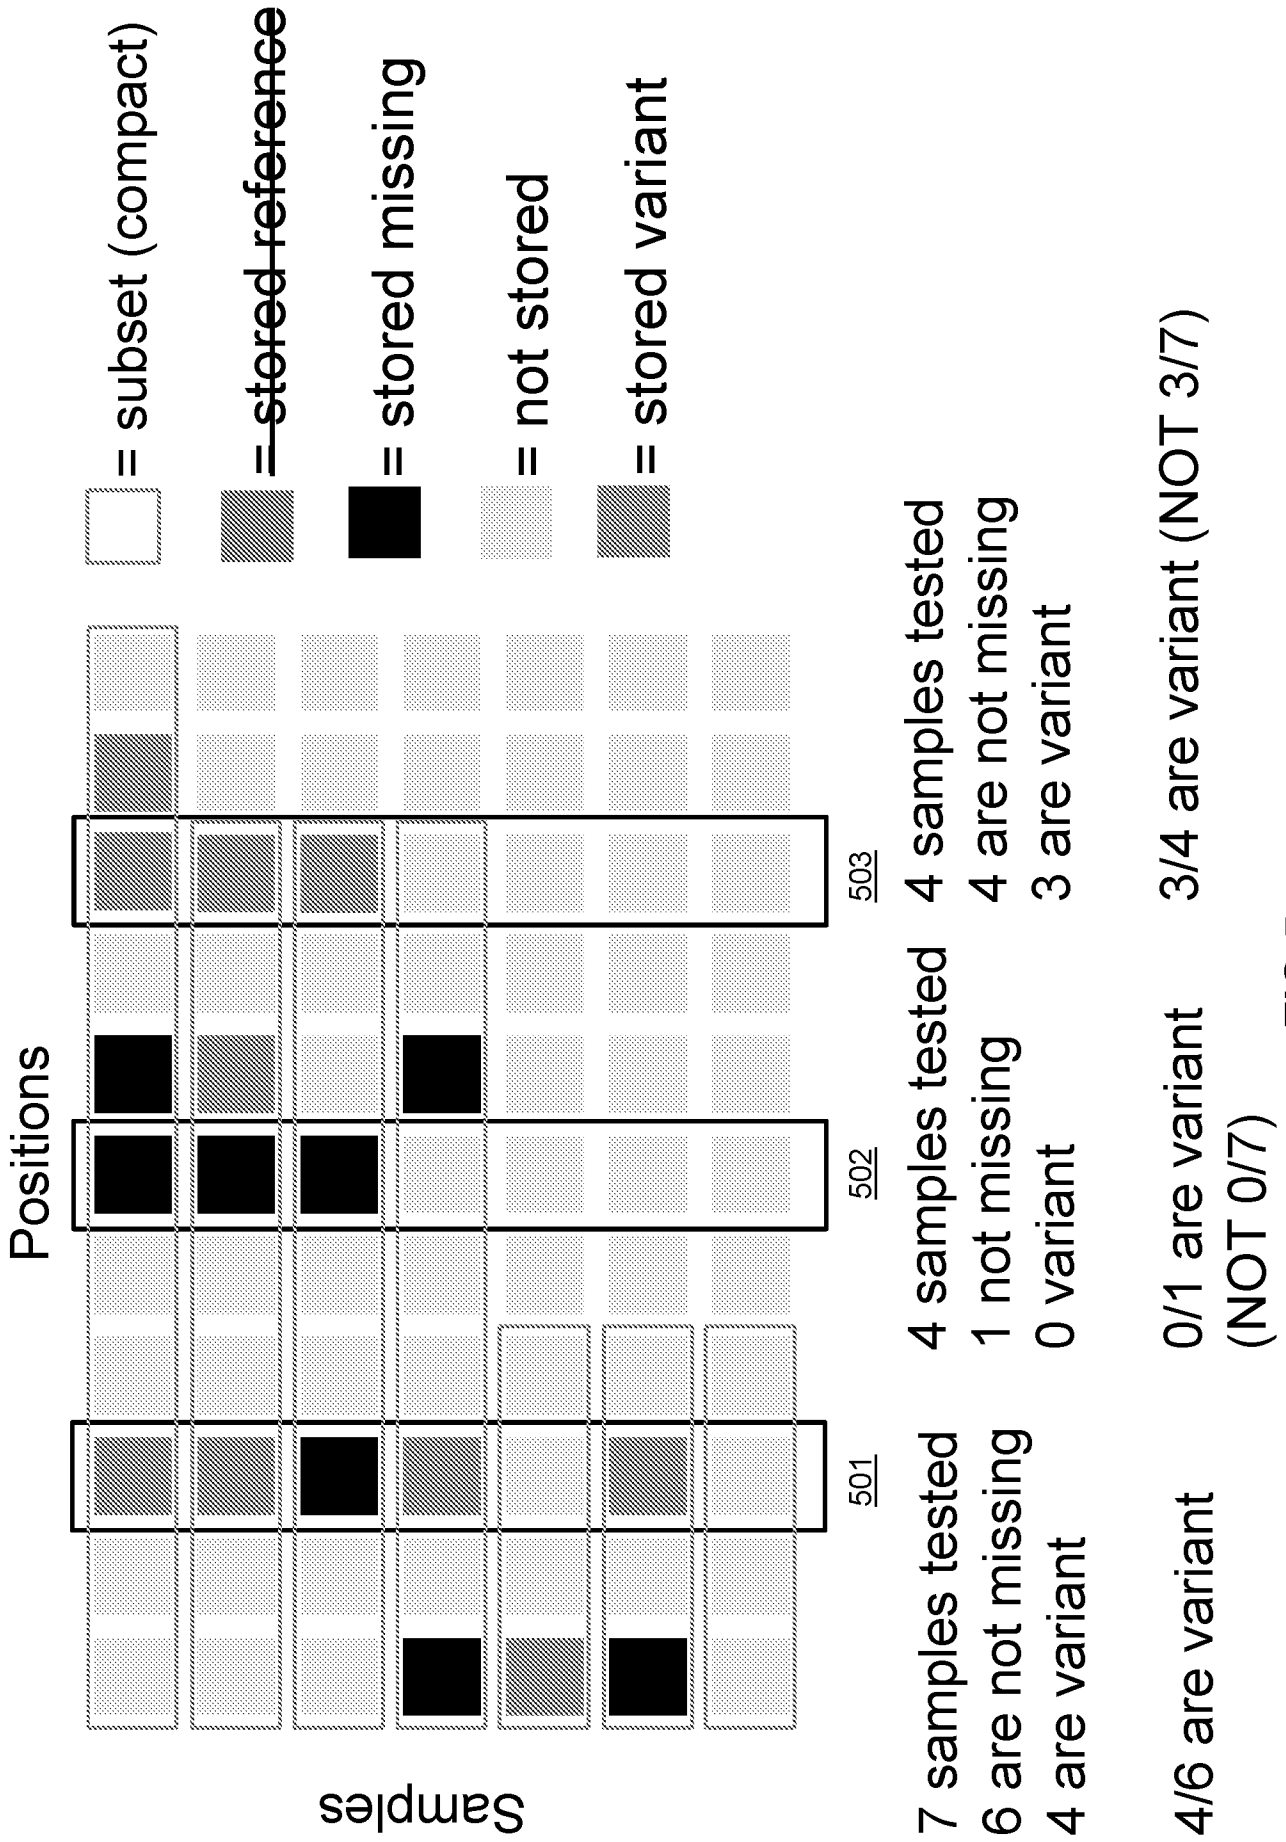 Positions
Samples
= subset (compact)
= stored reference
= stored missing
= not stored
= stored variant
501
502
503
7 samples tested
6 are not missing
4 are variant
4/6 are variant
4 samples tested
1 not missing
0 variant
0/1 are variant
(NOT 0/7)
4 samples tested
4 are not missing
3 are variant
3/4 are variant (NOT 3/7)